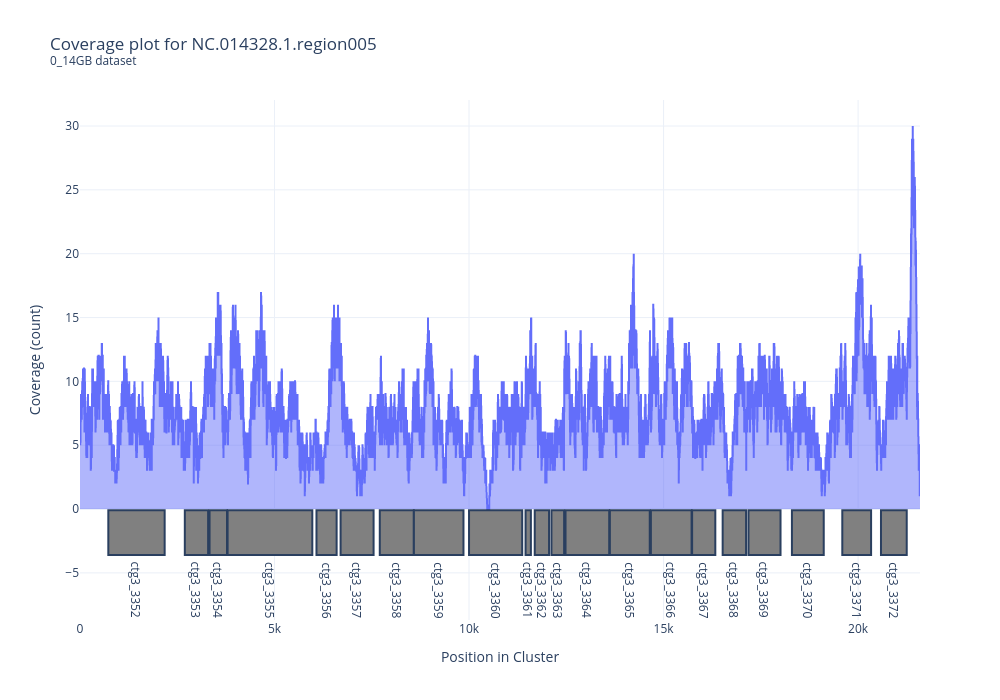 Coverage plot for NC.014328.1.region005
0_14GB dataset
30
25
20
15
10
5
0
−5
Coverage (count)
ctg3_3352
ctg3_3353
ctg3_3354
ctg3_3355
ctg3_3356
ctg3_3357
ctg3_3358
ctg3_3359
ctg3_3360
ctg3_3361
ctg3_3362
ctg3_3363
ctg3_3364
ctg3_3365
ctg3_3366
ctg3_3367
ctg3_3368
ctg3_3369
ctg3_3370
ctg3_3371
ctg3_3372
0 5k 10k 15k 20k
Position in Cluster